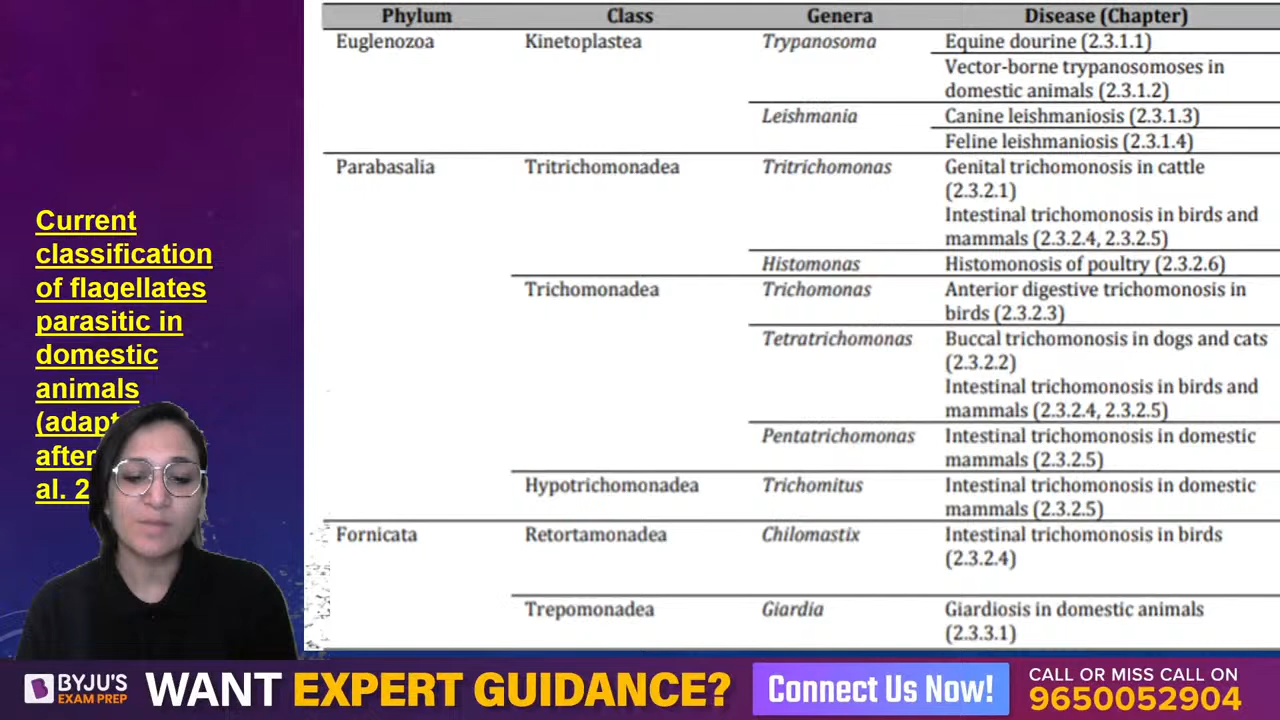 Phylum Class Genera Disease (Chapter)
Euglenozoa Kinetoplastea Trypanosoma Equine dourine (2.3.1.1)
Vector-borne trypanosomoses in
domestic animals (2.3.1.2)
Leishmania Canine leishmaniosis (2.3.1.3)
Feline leishmaniosis (2.3.1.4)
Parabasalia Tritrichomonadea Tritrichomonas Genital trichomonosis in cattle
(2.3.2.1)
Intestinal trichomonosis in birds and
mammals (2.3.2.4, 2.3.2.5)
Histomonas Histomonosis of poultry (2.3.2.6)
Trichomonadea Trichomonas Anterior digestive trichomonosis in
birds (2.3.2.3)
Tetratrichomonas Buccal trichomonosis in dogs and cats
(2.3.2.2)
Intestinal trichomonosis in birds and
mammals (2.3.2.4, 2.3.2.5)
Pentatrichomonas Intestinal trichomonosis in domestic
mammals (2.3.2.5)
Hypotrichomonadea Trichomitus Intestinal trichomonosis in domestic
mammals (2.3.2.5)
Fornicata Retortamonadea Chilomastix Intestinal trichomonosis in birds
(2.3.2.4)
Trepomonadea Giardia Giardiosis in domestic animals
(2.3.3.1)
Current
classification
of flagellates
parasitic in
domestic
animals
after
al. 2
BYJU'S
EXAM PREP
WANT EXPERT GUIDANCE?
Connect Us Now!
CALL OR MISS CALL ON
9650052904